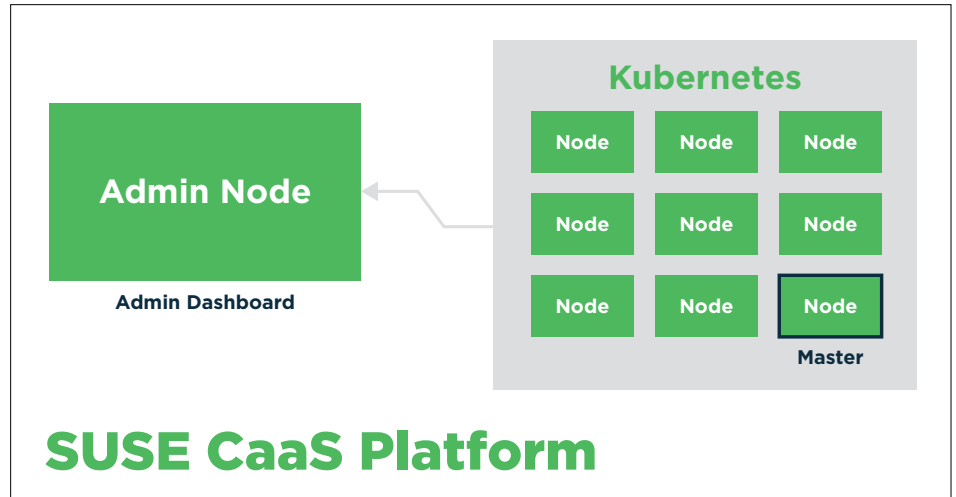 Kubernetes
Admin Node
Admin Dashboard
Node Node Node
Node Node Node
Node Node Node
Master
SUSE CaaS Platform